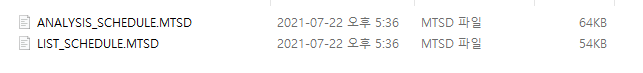 ANALYSIS_SCHEDULE.MTSD 2021-07-22 오후 5:36 MTSD 파일 64KB
LIST_SCHEDULE.MTSD 2021-07-22 오후 5:36 MTSD 파일 54KB